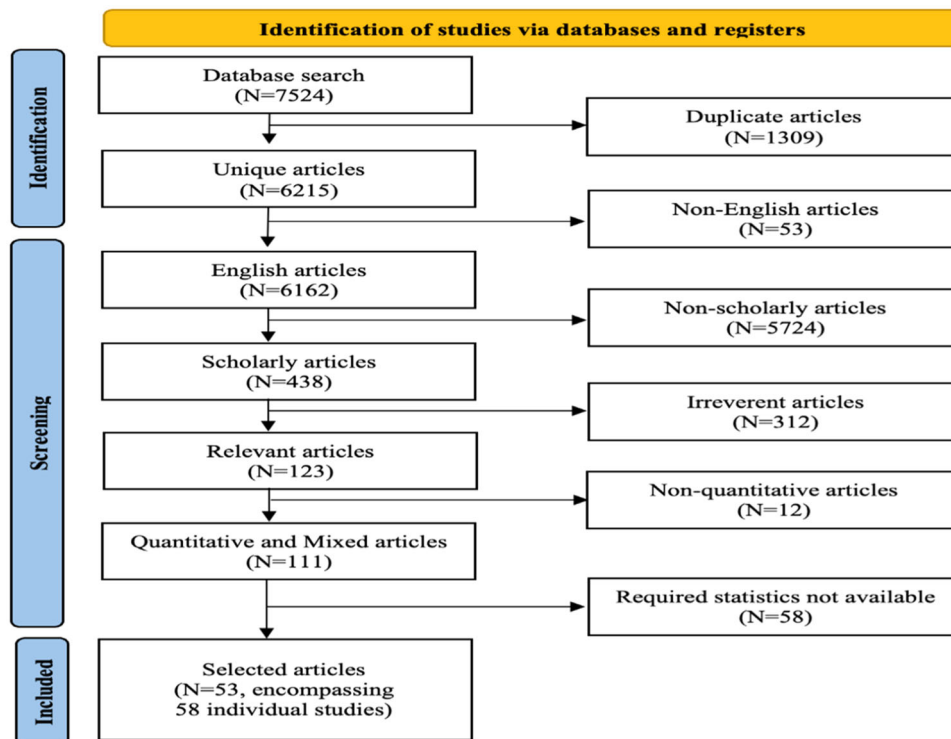 Identification of studies via databases and registers
Identification
Database search
(N=7524)
Duplicate articles
(N=1309)
Unique articles
(N=6215)
Non-English articles
(N=53)
Screening
English articles
(N=6162)
Non-scholarly articles
(N=5724)
Scholarly articles
(N=438)
Irreverent articles
(N=312)
Relevant articles
(N=123)
Non-quantitative articles
(N=12)
Quantitative and Mixed articles
(N=111)
Required statistics not available
(N=58)
Included
Selected articles
(N=53, encompassing
58 individual studies)